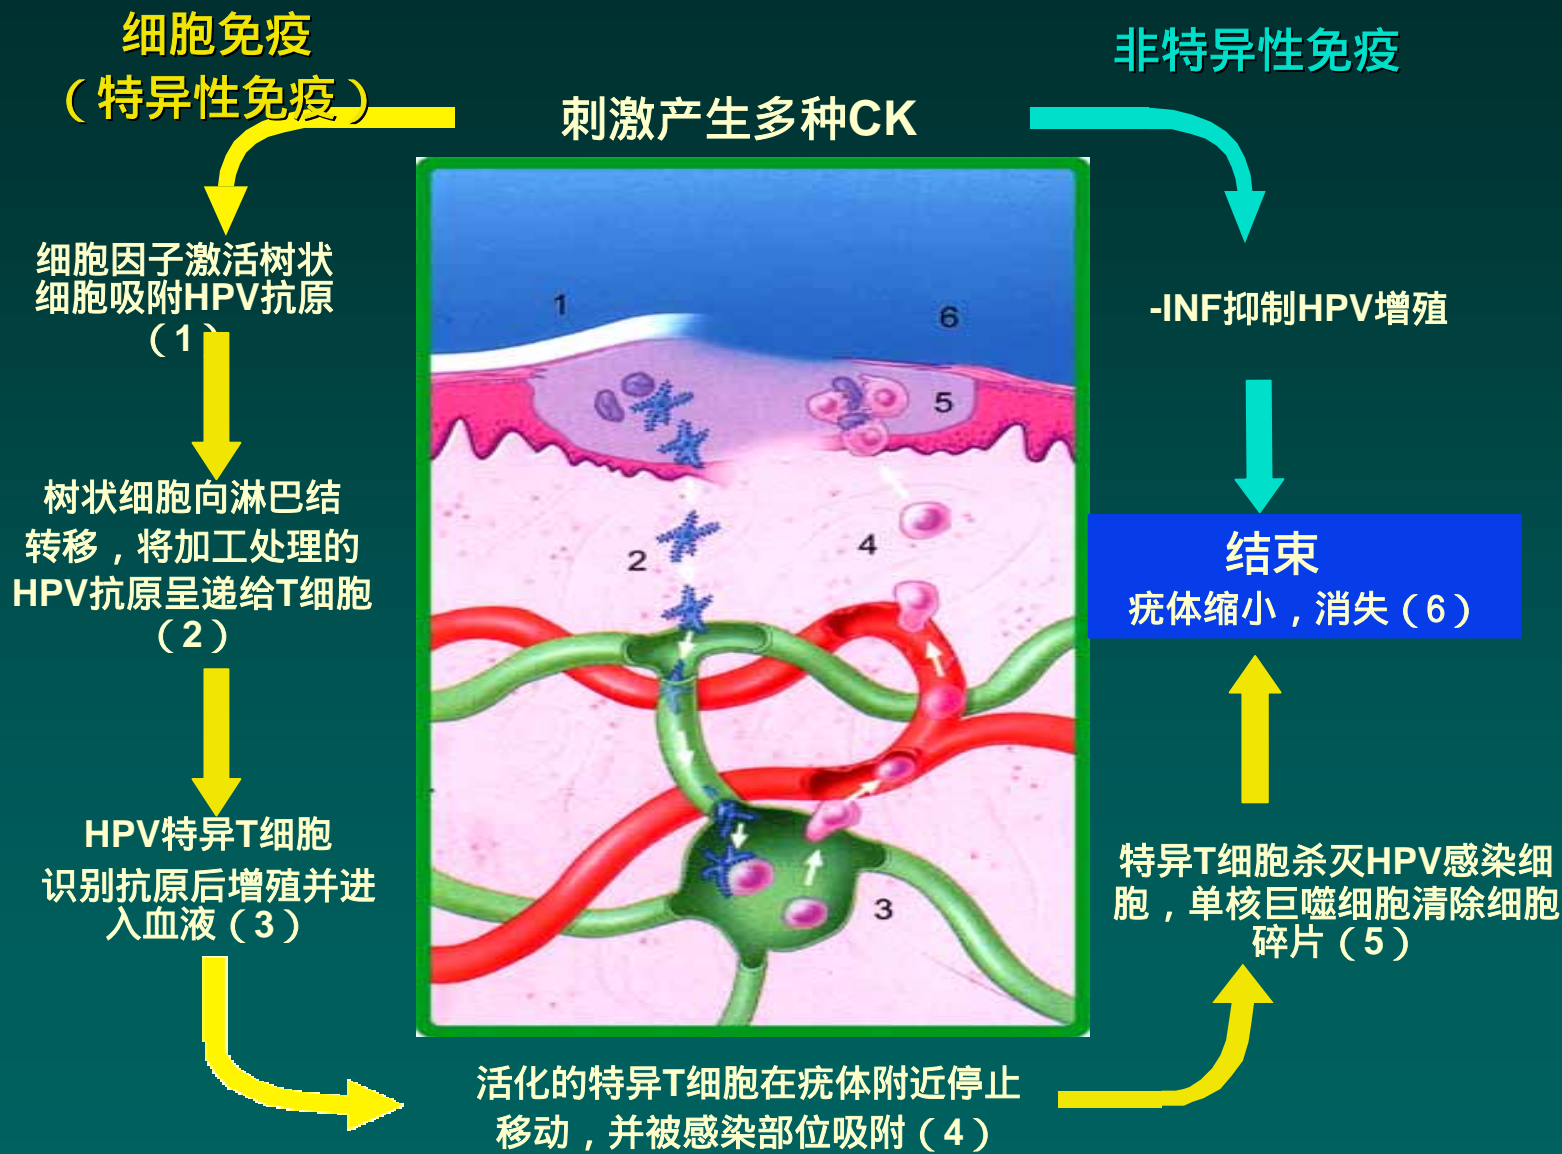 细胞免疫
（特异性免疫）
非特异性免疫
刺激产生多种CK
细胞因子激活树状
细胞吸附HPV抗原
（1）
树状细胞向淋巴结
转移，将加工处理的
HPV抗原呈递给T细胞
（2）
HPV特异T细胞
识别抗原后增殖并进
入血液（3）
活化的特异T细胞在疣体附近停止
移动，并被感染部位吸附（4）
特异T细胞杀灭HPV感染细
胞，单核巨噬细胞清除细胞
碎片（5）
-INF抑制HPV增殖
结束
疣体缩小，消失（6）
1
6
5
2
4
3